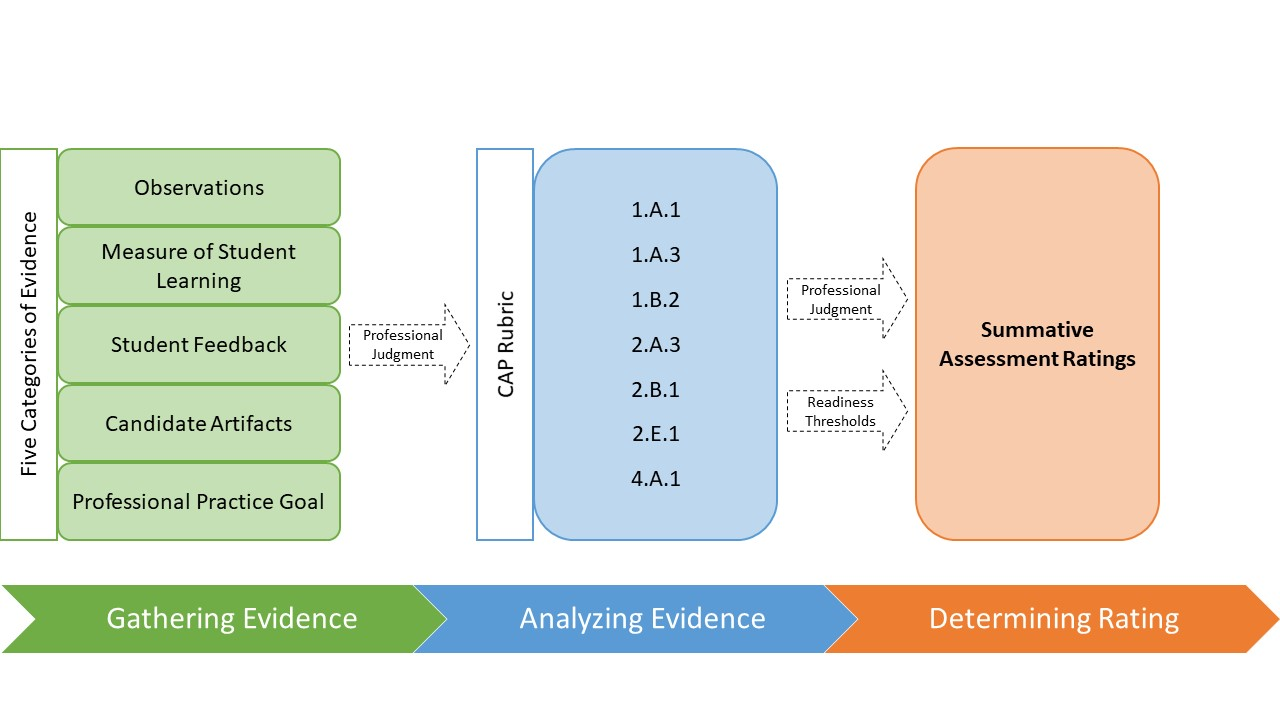 Five Categories of Evidence
Observations
Measure of Student
Learning
Student Feedback
Candidate Artifacts
Professional Practice Goal
Professional
Judgment
CAP Rubric
1.A.1
1.A.3
1.B.2
2.A.3
2.B.1
2.E.1
4.A.1
Professional
Judgment
Readiness
Thresholds
Summative
Assessment Ratings
Gathering Evidence
Analyzing Evidence
Determining Rating